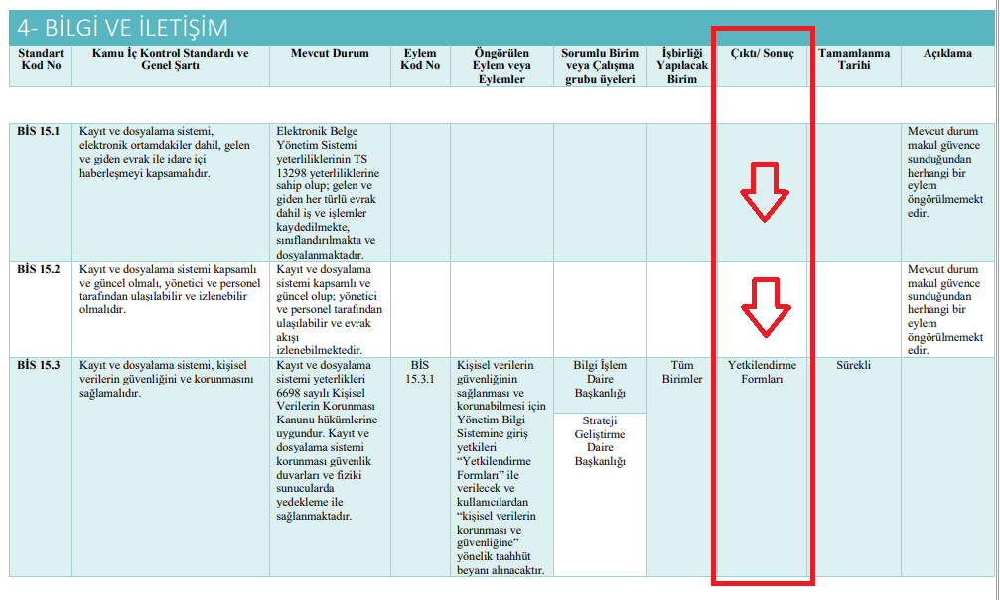 4- BİLGİ VE İLETİŞİM
Standart
Kod No
Kamu İç Kontrol Standardı ve
Genel Şartı
Mevcut Durum
Eylem
Kod No
Öngörülen
Eylem veya
Eylemler
Sorumlu Birim
veya Çalışma
grubu üyeleri
İşbirliği
Yapılacak
Birim
Çıktı/ Sonuç
Tamamlanma
Tarihi
Açıklama
BİS 15.1
Kayıt ve dosyalama sistemi,
elektronik ortamdakiler dahil, gelen
ve giden evrak ile idare içi
haberleşmeyi kapsamalıdır.
Elektronik Belge
Yönetim Sistemi
yeterliliklerinin TS
13298 yeterliliklerine
sahip olup; gelen ve
giden her türlü evrak
dahil iş ve işlemler
kaydedilmekte,
sınıflandırılmakta ve
dosyalanmaktadır.
Mevcut durum
makul güvence
sunduğundan
herhangi bir
eylem
öngörülmemekt
edir.
BİS 15.2
Kayıt ve dosyalama sistemi kapsamlı
ve güncel olmalı, yönetici ve personel
tarafından ulaşılabilir ve izlenebilir
olmalıdır.
Kayıt ve dosyalama
sistemi kapsamlı ve
güncel olup; yönetici
ve personel tarafından
ulaşılabilir ve evrak
akışı
izlenebilmektedir.
Mevcut durum
makul güvence
sunduğundan
herhangi bir
eylem
öngörülmemekt
edir.
BİS 15.3
Kayıt ve dosyalama sistemi, kişisel
verilerin güvenliğini ve korunmasını
sağlamalıdır.
Kayıt ve dosyalama
sistemi yeterlikleri
6698 sayılı Kişisel
Verilerin Korunması
Kanunu hükümlerine
uygundur. Kayıt ve
dosyalama sistemi
korunması güvenlik
duvarları ve fiziki
sunucularda
yedekleme ile
sağlanmaktadır.
BİS
15.3.1
Kişisel verilerin
güvenliğinin
sağlanması ve
korunabilmesi için
Yönetim Bilgi
Sistemine giriş
yetkileri
“Yetkilendirme
Formları” ile
verilecek ve
kullanıcılardan
“kişisel verilerin
korunması ve
güvenliğine”
yönelik taahhüt
beyanı alınacaktır.
Bilgi İşlem
Daire
Başkanlığı
Strateji
Geliştirme
Daire
Başkanlığı
Tüm
Birimler
Yetkilendirme
Formları
Sürekli